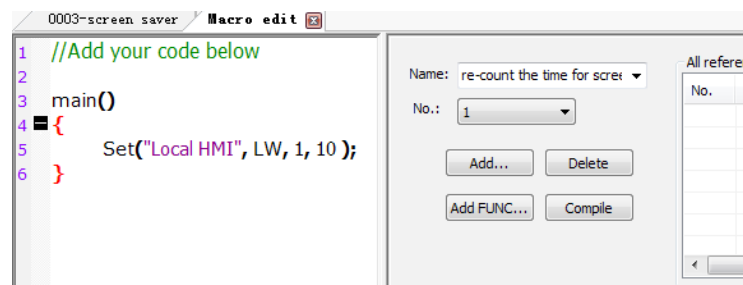 0003-screen saver Macro edit
1 //Add your code below
2
3 main()
4 {
5 Set("Local HMI", LW, 1, 10 );
6 }
Name: re-count the time for scree
No.: 1
Add... Delete
Add FUNC... Compile
All refere
No.